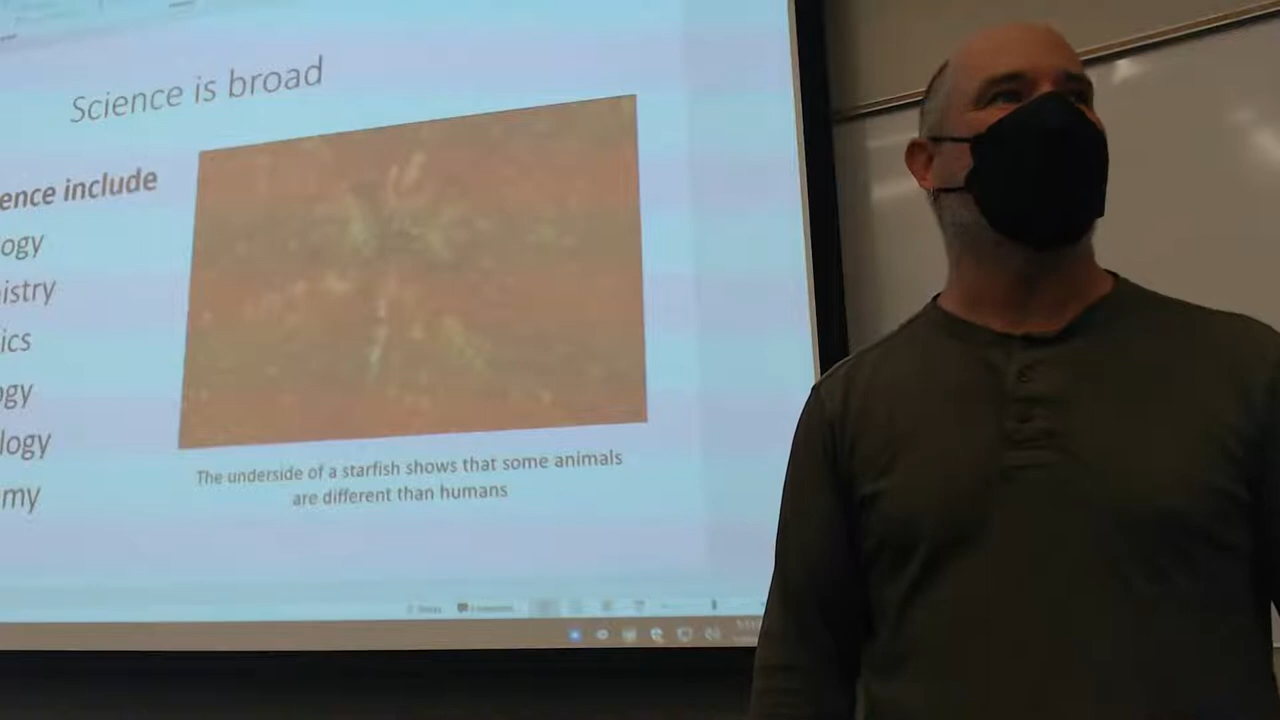 Science is broad
ence include
ogy
istry
ics
ogy
logy
my
The underside of a starfish shows that some animals
are different than humans